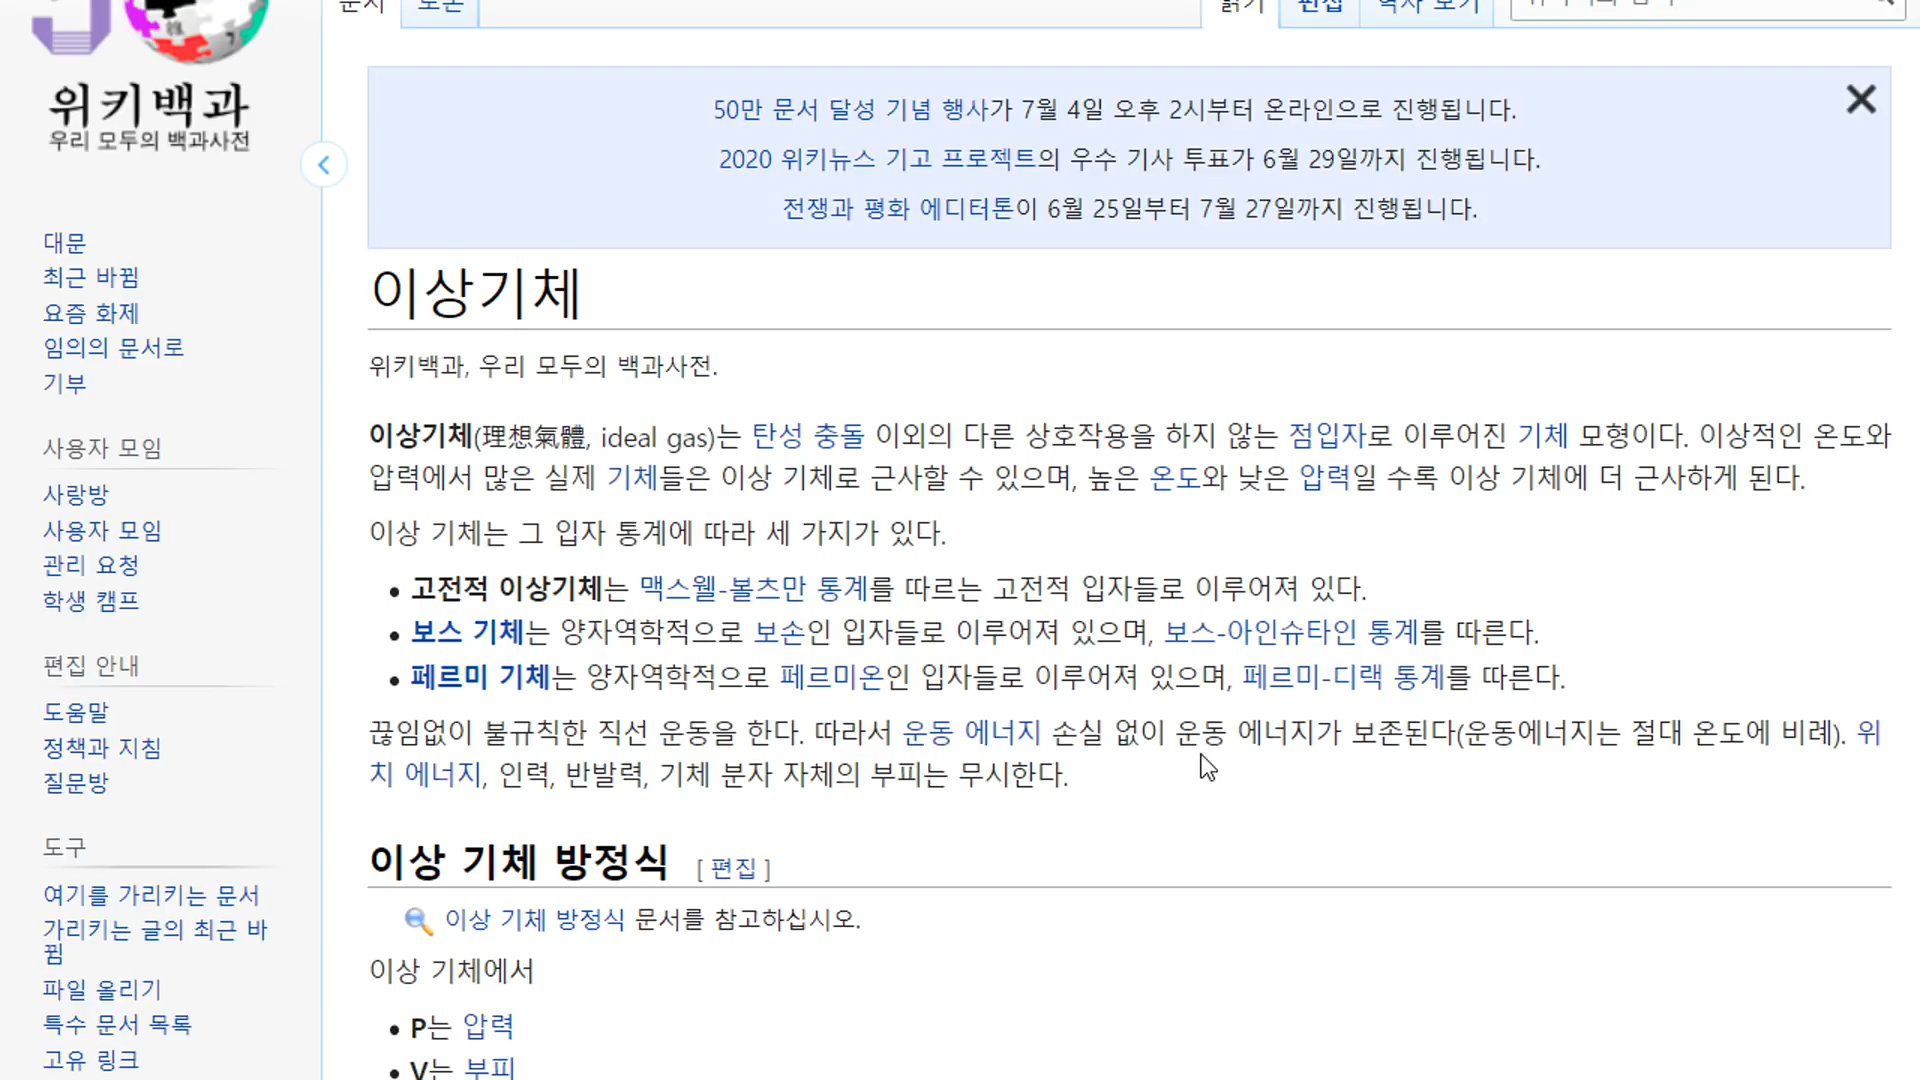 문서 토론 읽기 편집 역사 보기
위키백과
우리 모두의 백과사전
대문
최근 바뀜
요즘 화제
임의의 문서로
기부
사용자 모임
사랑방
사용자 모임
관리 요청
학생 캠프
편집 안내
도움말
정책과 지침
질문방
도구
여기를 가리키는 문서
가리키는 글의 최근 바
뀜
파일 올리기
특수 문서 목록
고유 링크
50만 문서 달성 기념 행사가 7월 4일 오후 2시부터 온라인으로 진행됩니다.
2020 위키뉴스 기고 프로젝트의 우수 기사 투표가 6월 29일까지 진행됩니다.
전쟁과 평화 에디터톤이 6월 25일부터 7월 27일까지 진행됩니다.
이상기체
위키백과, 우리 모두의 백과사전.
이상기체(理想氣體, ideal gas)는 탄성 충돌 이외의 다른 상호작용을 하지 않는 점입자로 이루어진 기체 모형이다. 이상적인 온도와
압력에서 많은 실제 기체들은 이상 기체로 근사할 수 있으며, 높은 온도와 낮은 압력일 수록 이상 기체에 더 근사하게 된다.
이상 기체는 그 입자 통계에 따라 세 가지가 있다.
• 고전적 이상기체는 맥스웰-볼츠만 통계를 따르는 고전적 입자들로 이루어져 있다.
• 보스 기체는 양자역학적으로 보손인 입자들로 이루어져 있으며, 보스-아인슈타인 통계를 따른다.
• 페르미 기체는 양자역학적으로 페르미온인 입자들로 이루어져 있으며, 페르미-디랙 통계를 따른다.
끊임없이 불규칙한 직선 운동을 한다. 따라서 운동 에너지 손실 없이 운동 에너지가 보존된다(운동에너지는 절대 온도에 비례). 위
치 에너지, 인력, 반발력, 기체 분자 자체의 부피는 무시한다.
이상 기체 방정식 [ 편집 ]
이상 기체 방정식 문서를 참고하십시오.
이상 기체에서
• P는 압력
• V는 부피